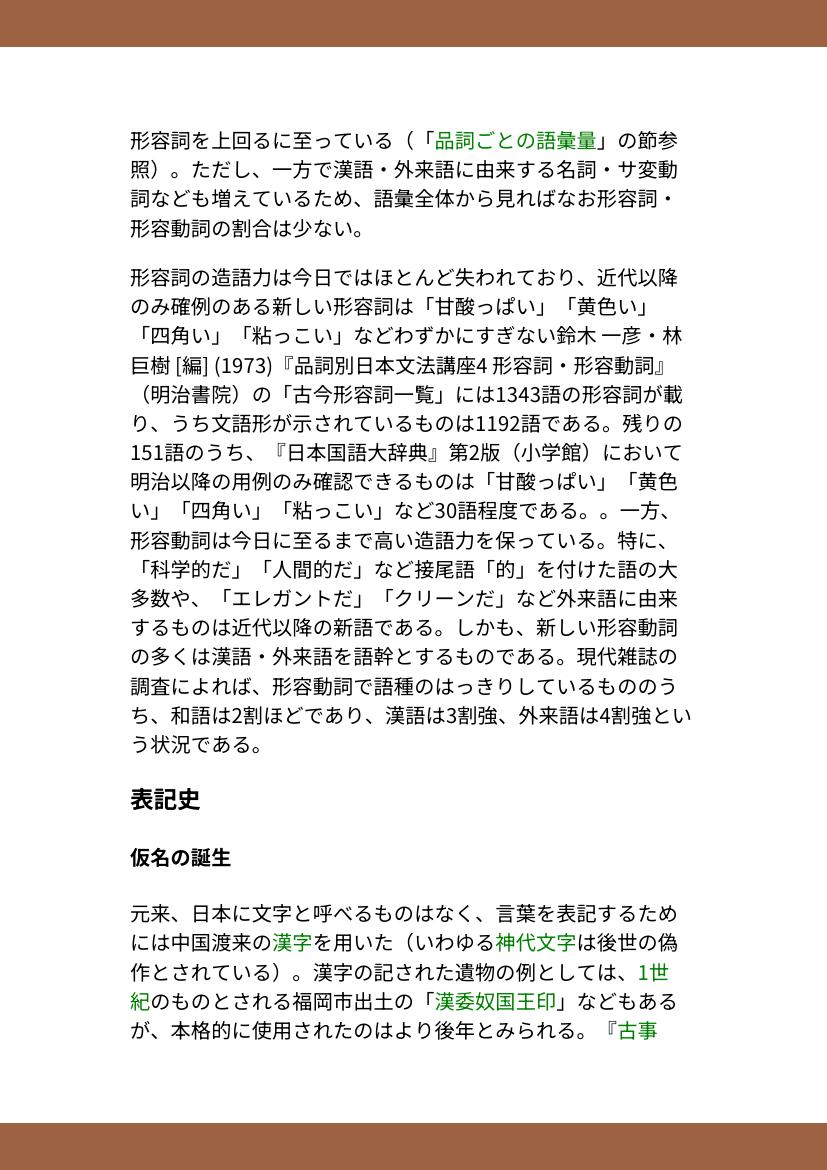 形容詞を上回るに至っている（「品詞ごとの語彙量」の節参
照）。ただし、一方で漢語・外来語に由来する名詞・サ変動
詞なども増えているため、語彙全体から見ればなお形容詞・
形容動詞の割合は少ない。
形容詞の造語力は今日ではほとんど失われており、近代以降
のみ確例のある新しい形容詞は「甘酸っぱい」「黄色い」
「四角い」「粘っこい」などわずかにすぎない鈴木 一彦・林
巨樹 [編] (1973)『品詞別日本文法講座4 形容詞・形容動詞』
（明治書院）の「古今形容詞一覧」には1343語の形容詞が載
り、うち文語形が示されているものは1192語である。残りの
151語のうち、『日本国語大辞典』第2版（小学館）において
明治以降の用例のみ確認できるものは「甘酸っぱい」「黄色
い」「四角い」「粘っこい」など30語程度である。。一方、
形容動詞は今日に至るまで高い造語力を保っている。特に、
「科学的だ」「人間的だ」など接尾語「的」を付けた語の大
多数や、「エレガントだ」「クリーンだ」など外来語に由来
するものは近代以降の新語である。しかも、新しい形容動詞
の多くは漢語・外来語を語幹とするものである。現代雑誌の
調査によれば、形容動詞で語種のはっきりしているもののう
ち、和語は2割ほどであり、漢語は3割強、外来語は4割強とい
う状況である。
表記史
仮名の誕生
元来、日本に文字と呼べるものはなく、言葉を表記するため
には中国渡来の漢字を用いた（いわゆる神代文字は後世の偽
作とされている）。漢字の記された遺物の例としては、1世
紀のものとされる福岡市出土の「漢委奴国王印」などもある
が、本格的に使用されたのはより後年とみられる。『古事